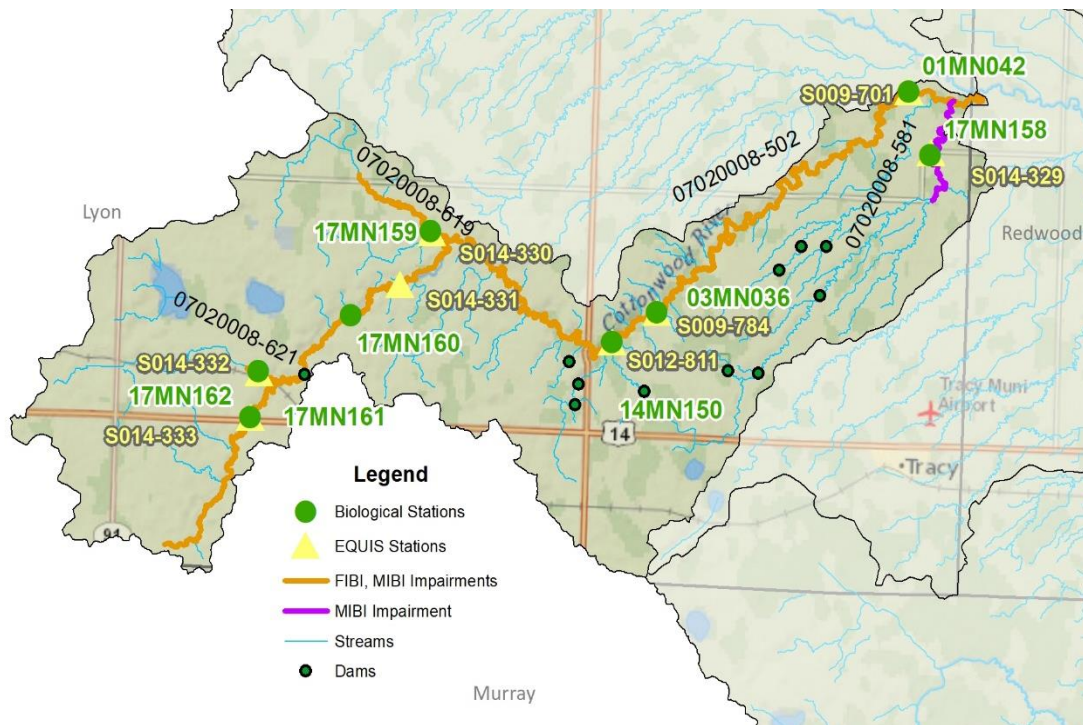 01MN042
S009-701
17MN158
S014-329
07020008-502
07020008-581
07020008-619
Lyon
17MN159
S014-330
Redwood
Cottonwood River
S014-331
03MN036
07020008-621
S009-784
17MN160
S014-332
S012-811
17MN162
14MN150
17MN161
Tracy Muni
Airport
S014-333
14
Tracy
Legend
Biological Stations
91
EQUIS Stations
FIBI, MIBI Impairments
MIBI Impairment
Streams
Dams
Murray